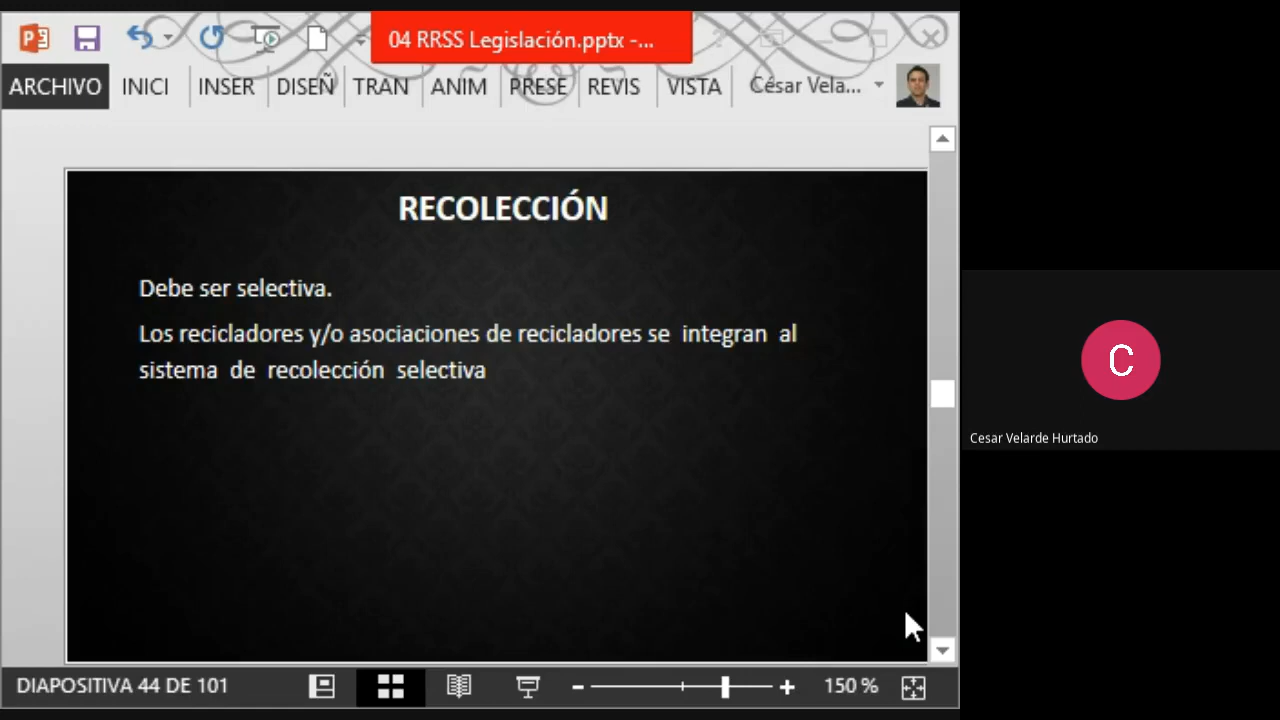 04 RRSS Legislación.pptx -...
ARCHIVO INICI INSER DISEÑ TRAN ANIM PRESE REVIS VISTA César Vela...
RECOLECCIÓN
Debe ser selectiva.
Los recicladores y/o asociaciones de recicladores se integran al
sistema de recolección selectiva
C
Cesar Velarde Hurtado
DIAPOSITIVA 44 DE 101
150 %